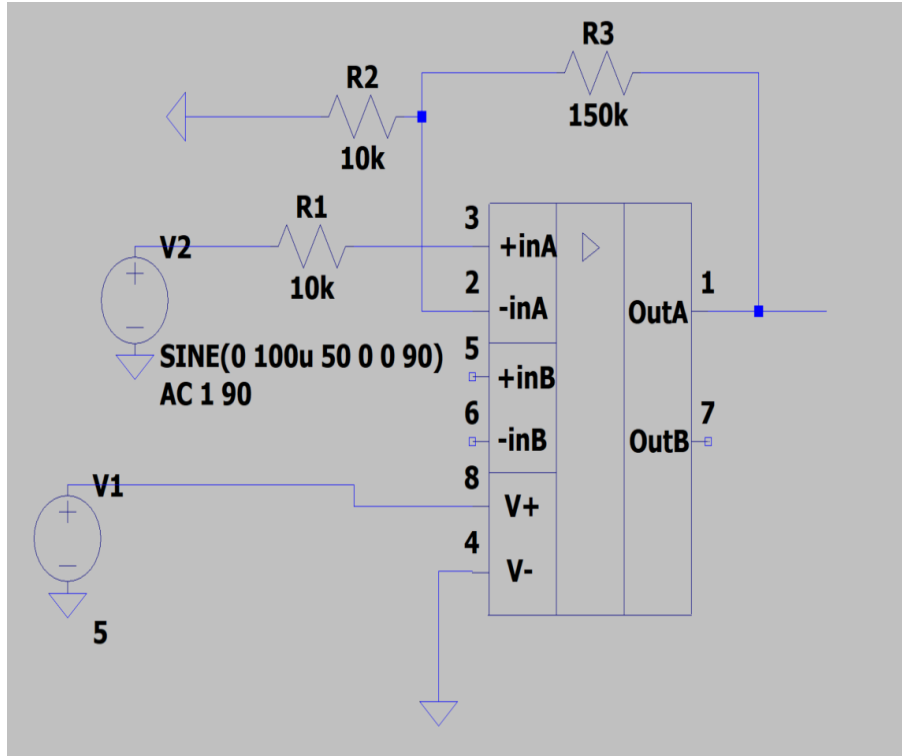 R3
150k
R2
10k
R1
10k
V2
SINE(0 100u 50 0 0 90)
AC 1 90
V1
5
3
+inA
2
-inA
5
+inB
6
-inB
8
V+
4
V-
1
OutA
7
OutB